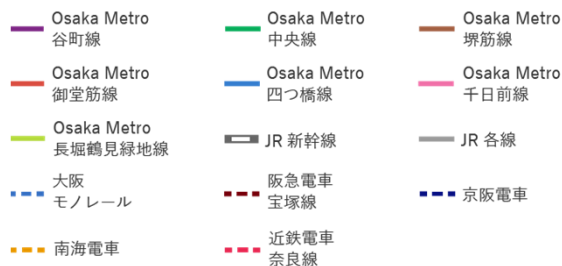 Osaka Metro
谷町線
Osaka Metro
中央線
Osaka Metro
堺筋線
Osaka Metro
御堂筋線
Osaka Metro
四つ橋線
Osaka Metro
千日前線
Osaka Metro
長堀鶴見緑地線
JR 新幹線
JR 各線
大阪
モノレール
阪急電車
宝塚線
京阪電車
南海電車
近鉄電車
奈良線